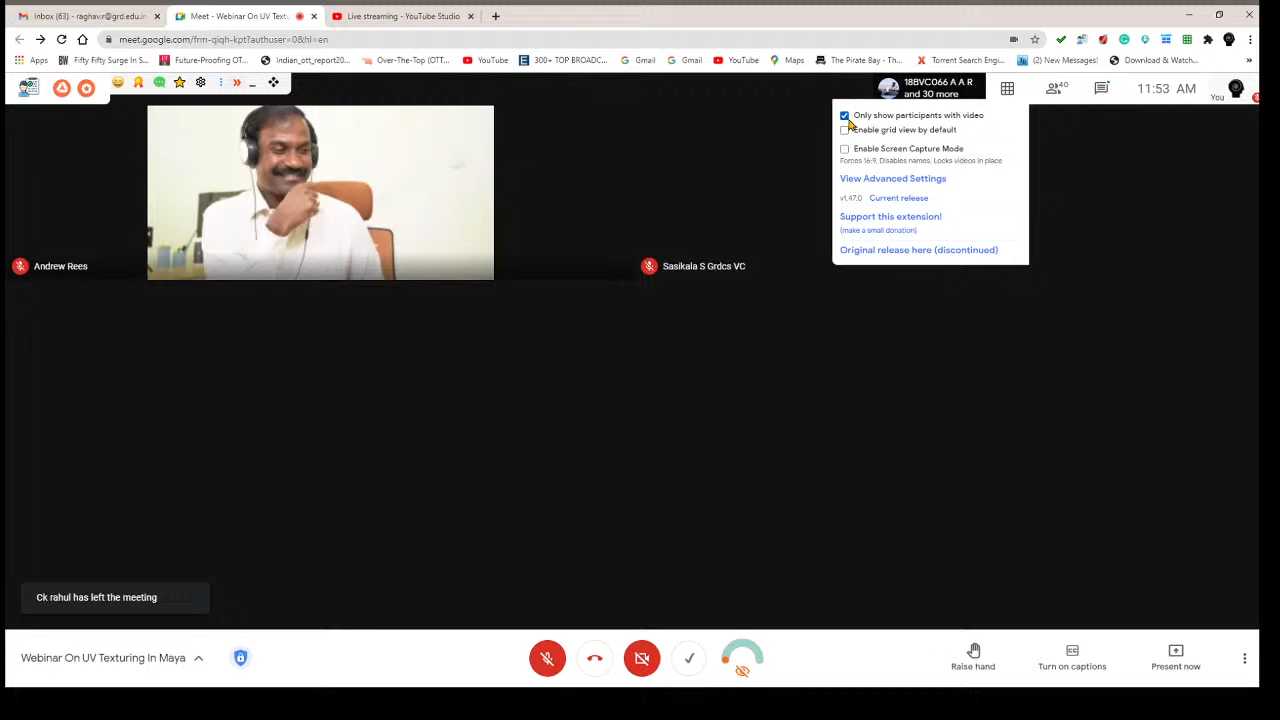 Inbox (63) - raghav.r@grd.edu.in
Meet - Webinar On UV Textu
Live streaming - YouTube Studio
meet.google.com/frm-qiqh-kpt?authuser=0&hl=en
Apps
Fifty Fifty Surge In S...
Future-Proofing OT...
Indian_ott_report20...
Over-The-Top (OTT...
YouTube
300+ TOP BROADC...
Gmail
Gmail
YouTube
Maps
The Pirate Bay - Th...
Torrent Search Engi...
(2) New Messages!
Download & Watch...
18BVC066 A A R
and 30 more
40
11:53 AM
You
Only show participants with video
Enable grid view by default
Enable Screen Capture Mode
Forces 16:9, Disables names, Locks videos in place
View Advanced Settings
v1.47.0 Current release
Support this extension!
(make a small donation)
Original release here (discontinued)
Andrew Rees
Sasikala S Grdcs VC
Ck rahul has left the meeting
Webinar On UV Texturing In Maya
Raise hand
Turn on captions
Present now